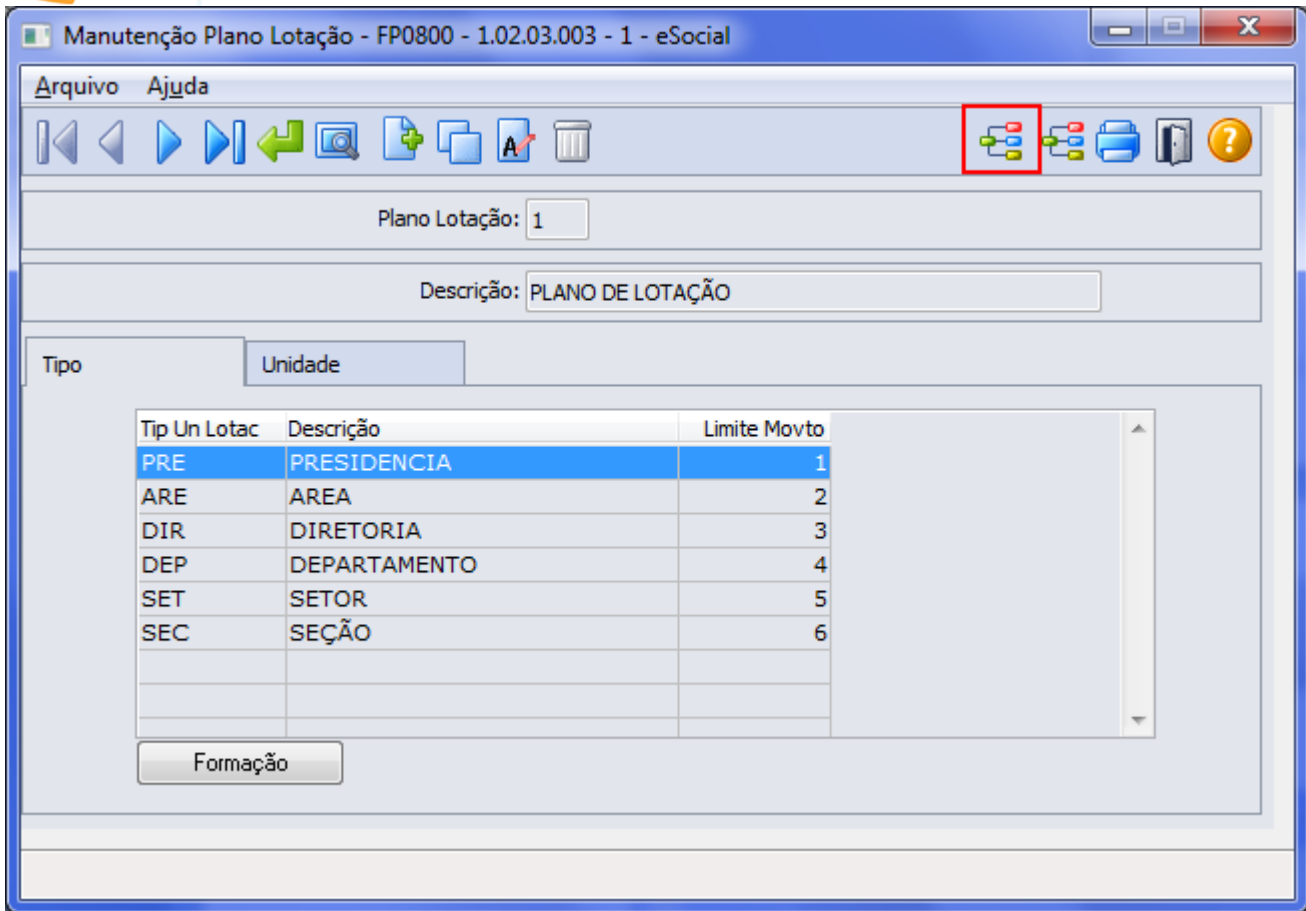 Manutenção Plano Lotação - FP0800 - 1.02.03.003 - 1 - eSocial
Arquivo Ajuda
Plano Lotação: 1
Descrição: PLANO DE LOTAÇÃO
Tipo Unidade
Tip Un Lotac Descrição Limite Movto
PRE PRESIDENCIA 1
ARE AREA 2
DIR DIRETORIA 3
DEP DEPARTAMENTO 4
SET SETOR 5
SEC SEÇÃO 6
Formação